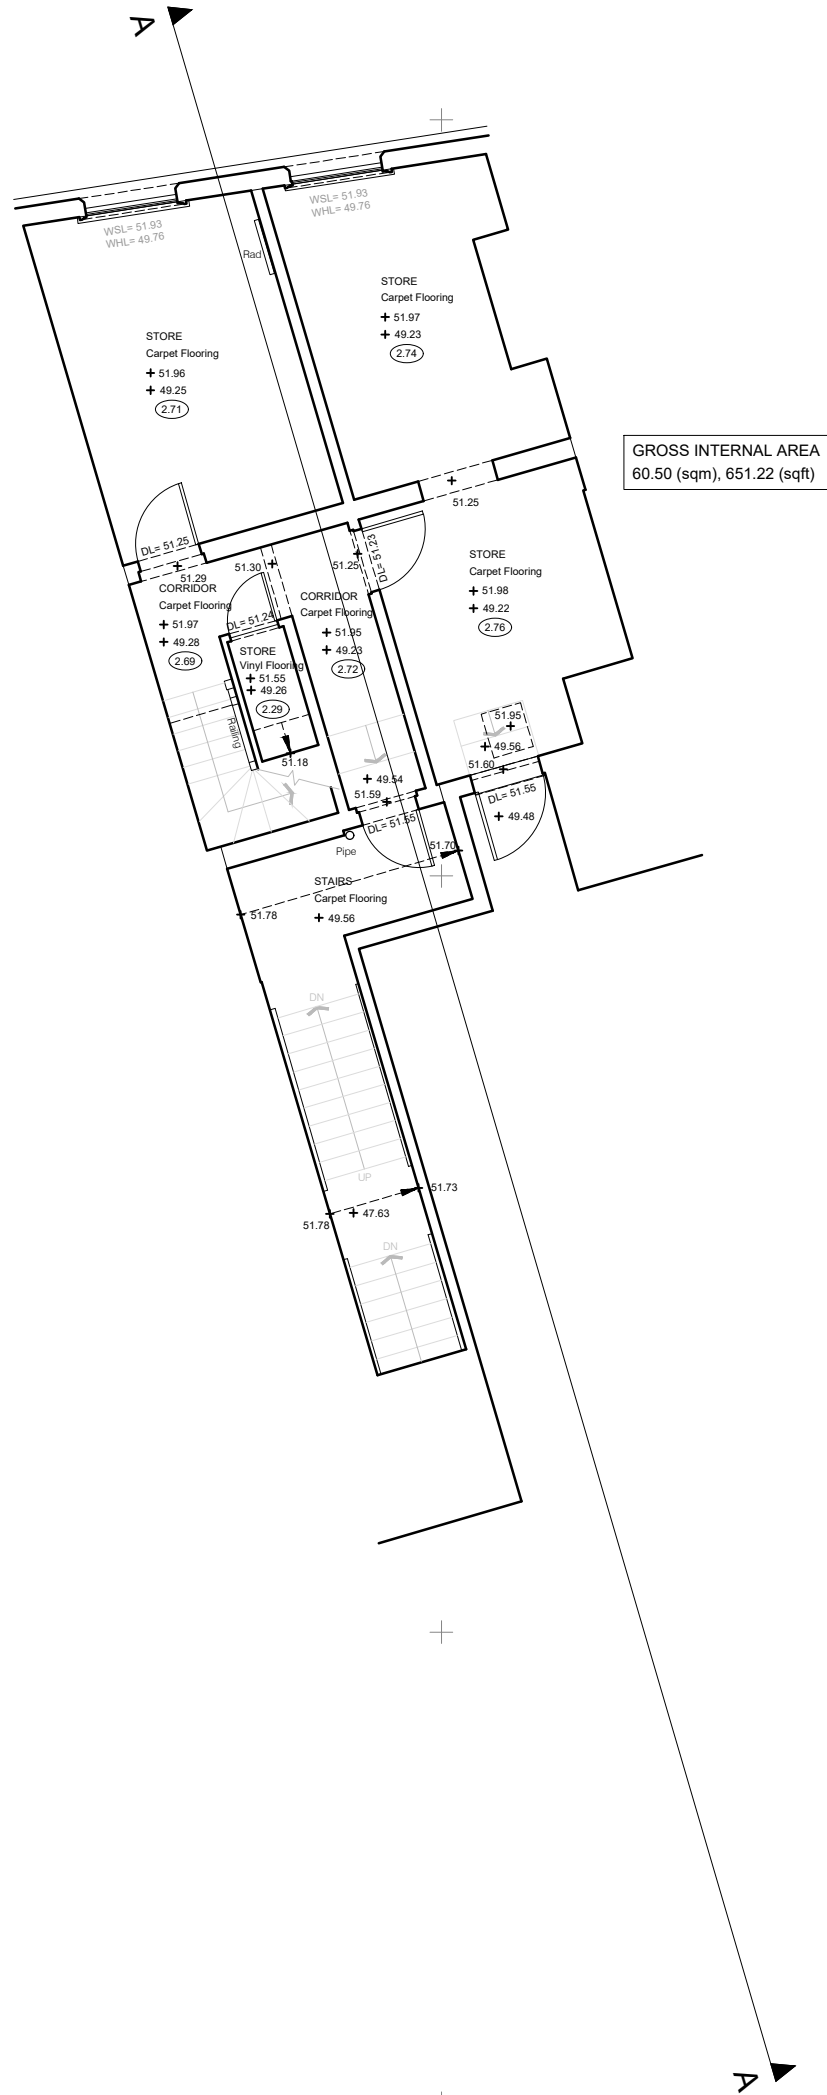 A
WSL= 51.93
WHL= 49.76
WSL= 51.93
WHL= 49.76
Rad
STORE
Carpet Flooring
51.97
49.23
2.74
STORE
Carpet Flooring
51.96
49.25
2.71
GROSS INTERNAL AREA
60.50 (sqm), 651.22 (sqft)
51.25
DL= 51.25
51.29
51.30
51.25
DL= 51.23
STORE
Carpet Flooring
51.98
49.22
2.76
CORRIDOR
Carpet Flooring
51.97
49.28
2.69
DL= 51.24
CORRIDOR
Carpet Flooring
51.95
49.23
2.72
STORE
Vinyl Flooring
51.55
49.26
2.29
Railing
51.18
51.95
49.56
51.60
DL= 51.55
49.48
49.54
51.59
DL= 51.55
Pipe
51.70
STAIRS
Carpet Flooring
49.56
51.78
DN
UP
51.73
51.78
47.63
DN
A